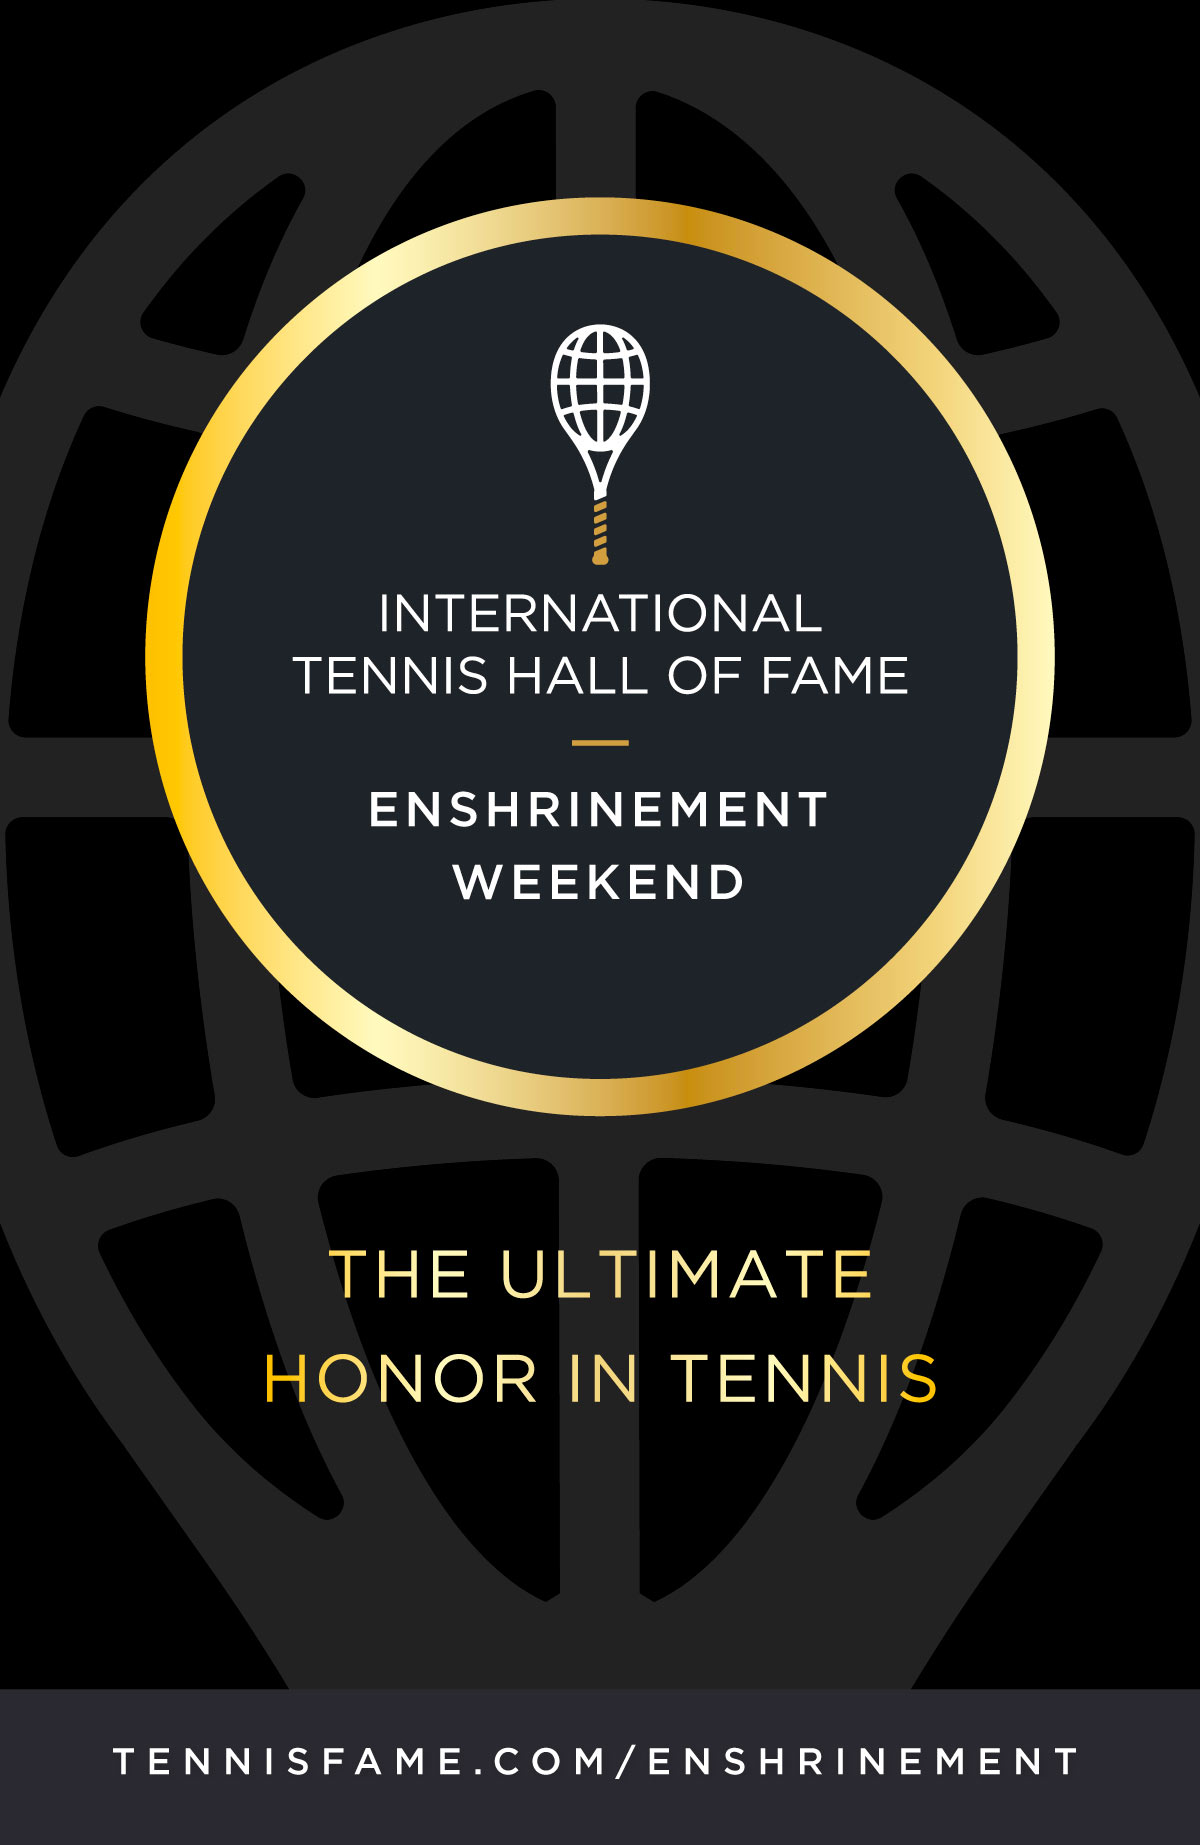 INTERNATIONAL
TENNIS HALL OF FAME
ENSHRINEMENT
WEEKEND
THE ULTIMATE
HONOR IN TENNIS
TENNISFAME.COM/ENSHRINEMENT